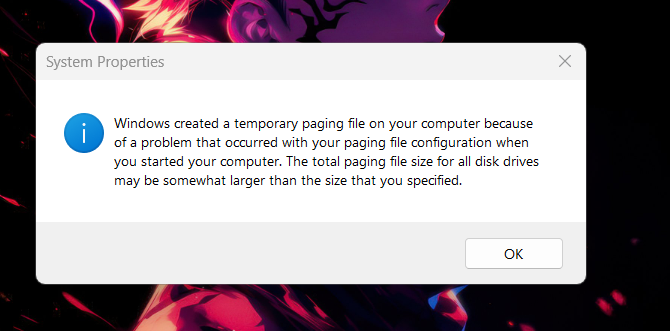 System Properties
Windows created a temporary paging file on your computer because
of a problem that occurred with your paging file configuration when
you started your computer. The total paging file size for all disk drives
may be somewhat larger than the size that you specified.
OK